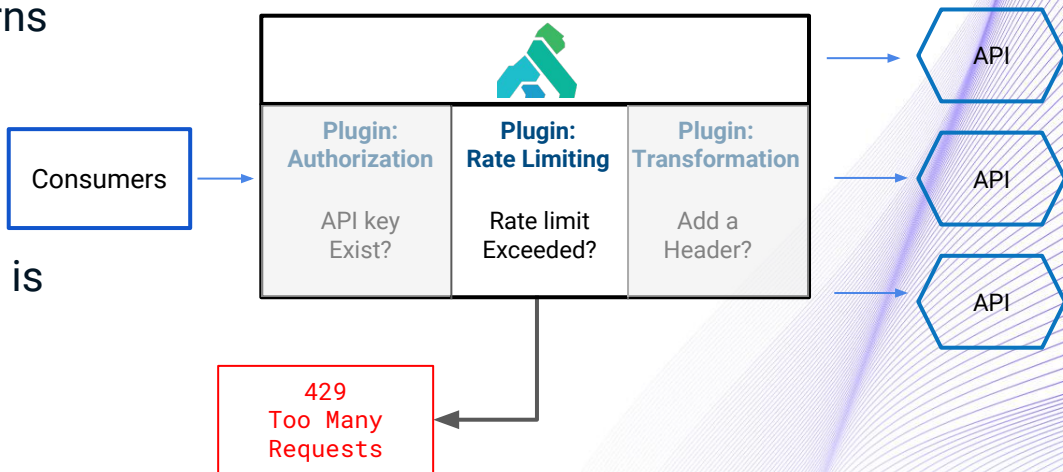 rns
is
Consumers
Plugin:
Authorization
API key
Exist?
Plugin:
Rate Limiting
Rate limit
Exceeded?
Plugin:
Transformation
Add a
Header?
API
API
API
429
Too Many
Requests